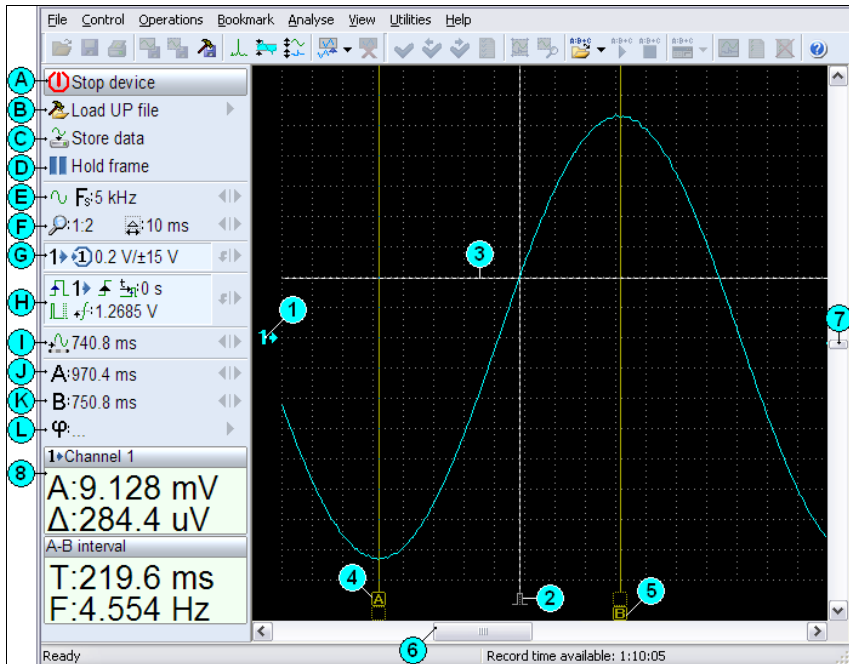 File Control Operations Bookmark Analyse View Utilities Help
A:B+C A:B+C A:B+C A:B+C
A Stop device
B Load UP file
C Store data
D Hold frame
E Fs:5 kHz
F :1:2 :10 ms
G 1 1 0.2 V/±15 V
H 1 :0 s
f:1.2685 V
I :740.8 ms
J A:970.4 ms
K B:750.8 ms
L φ:...
1 Channel 1
8 A:9.128 mV
Δ:284.4 uV
A-B interval
T:219.6 ms
F:4.554 Hz
3
1
1
7
4
A
2
5
B
6
Ready Record time available: 1:10:05